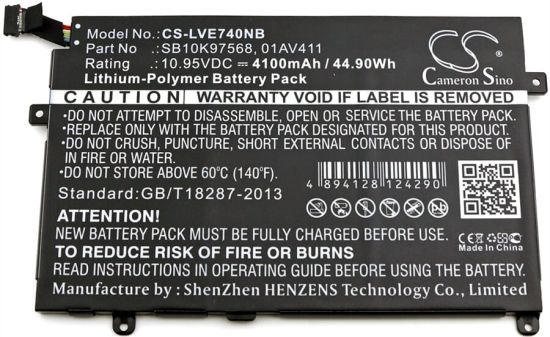 Model No.: CS-LVE740NB
Part No : SB10K97568, 01AV411
10.95VDC ⎓ 4100mAh / 44.90Wh
Lithium-Polymer Battery Pack
CS
Cameron Sino
CAUTION WARRANTY VOID IF LABEL IS REMOVED
•DO NOT ATTEMPT TO DISASSEMBLE, OPEN OR SERVICE THE BATTERY PACK.
•REPLACE ONLY WITH THE BATTERY PACK DESIGNATED FOR THIS PRODUCT.
•DO NOT CRUSH, PUNCTURE, SHORT EXTERNAL CONTACTS OR DISPOSE OF
IN FIRE OR WATER.
•DO NOT STORE ABOVE 60℃ (140℉).
Standard:GB/T18287-2013
4 894128 124290
ATTENTION!
NEW BATTERY PACK MUST BE FULLY CHARGED BEFORE USE.
TO REDUCE RISK OF FIRE OR BURNS
READ INSTRUCTIONS ON OPERATING GUIDE BEFORE USING BATTERY PACK.
Manufacture by : ShenZhen HENZENS Technology Co., Limited
Made in China